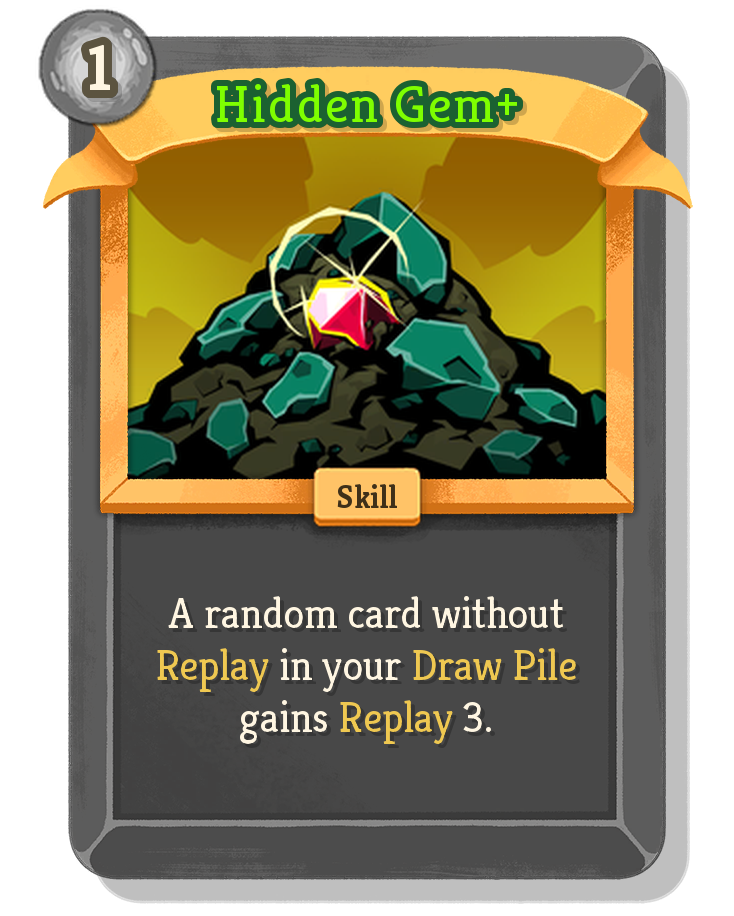 1
Hidden Gem+
Skill
A random card without
Replay in your Draw Pile
gains Replay 3.